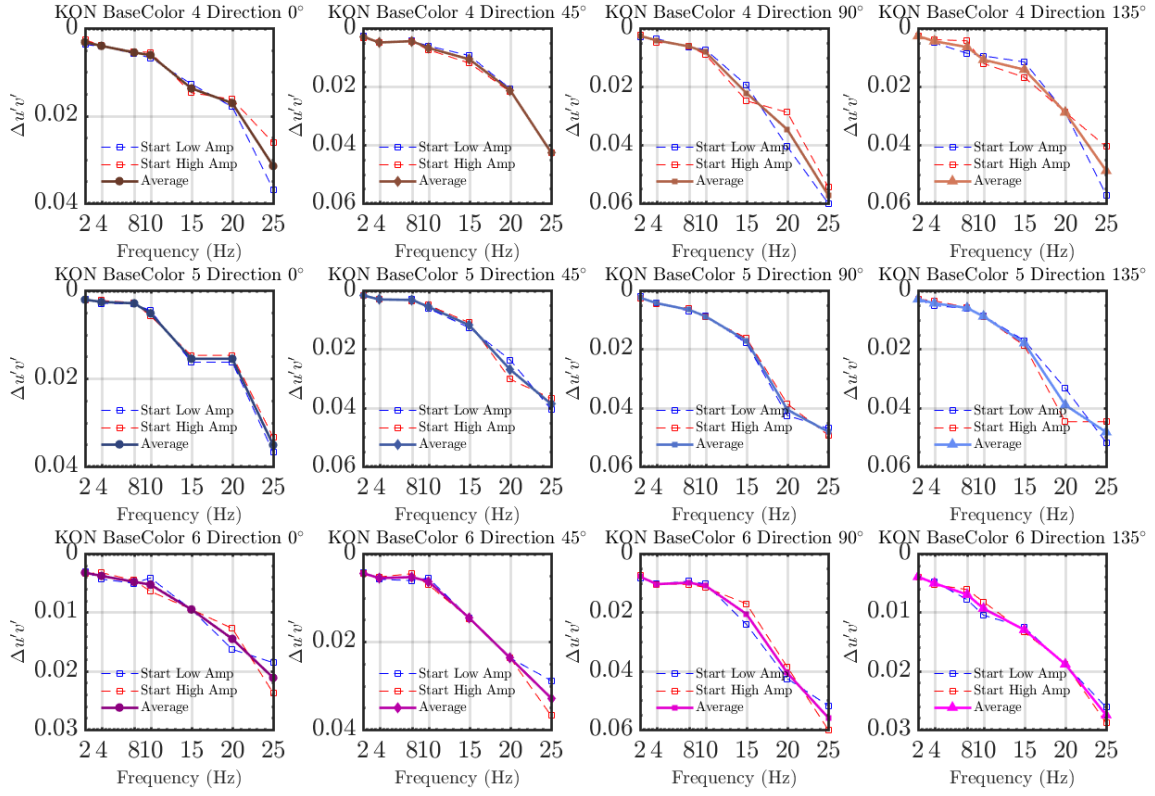 KON BaseColor 4 Direction 0°
0
0.02
0.04
Δu′v′
Start Low Amp
Start High Amp
Average
2 4 8 10 15 20 25
Frequency (Hz)
KON BaseColor 4 Direction 45°
0
0.02
0.04
0.06
Δu′v′
Start Low Amp
Start High Amp
Average
2 4 8 10 15 20 25
Frequency (Hz)
KON BaseColor 4 Direction 90°
0
0.02
0.04
0.06
Δu′v′
Start Low Amp
Start High Amp
Average
2 4 8 10 15 20 25
Frequency (Hz)
KON BaseColor 4 Direction 135°
0
0.02
0.04
0.06
Δu′v′
Start Low Amp
Start High Amp
Average
2 4 8 10 15 20 25
Frequency (Hz)
KON BaseColor 5 Direction 0°
0
0.02
0.04
Δu′v′
Start Low Amp
Start High Amp
Average
2 4 8 10 15 20 25
Frequency (Hz)
KON BaseColor 5 Direction 45°
0
0.02
0.04
0.06
Δu′v′
Start Low Amp
Start High Amp
Average
2 4 8 10 15 20 25
Frequency (Hz)
KON BaseColor 5 Direction 90°
0
0.02
0.04
0.06
Δu′v′
Start Low Amp
Start High Amp
Average
2 4 8 10 15 20 25
Frequency (Hz)
KON BaseColor 5 Direction 135°
0
0.02
0.04
0.06
Δu′v′
Start Low Amp
Start High Amp
Average
2 4 8 10 15 20 25
Frequency (Hz)
KON BaseColor 6 Direction 0°
0
0.01
0.02
0.03
Δu′v′
Start Low Amp
Start High Amp
Average
2 4 8 10 15 20 25
Frequency (Hz)
KON BaseColor 6 Direction 45°
0
0.02
0.04
Δu′v′
Start Low Amp
Start High Amp
Average
2 4 8 10 15 20 25
Frequency (Hz)
KON BaseColor 6 Direction 90°
0
0.02
0.04
0.06
Δu′v′
Start Low Amp
Start High Amp
Average
2 4 8 10 15 20 25
Frequency (Hz)
KON BaseColor 6 Direction 135°
0
0.01
0.02
0.03
Δu′v′
Start Low Amp
Start High Amp
Average
2 4 8 10 15 20 25
Frequency (Hz)